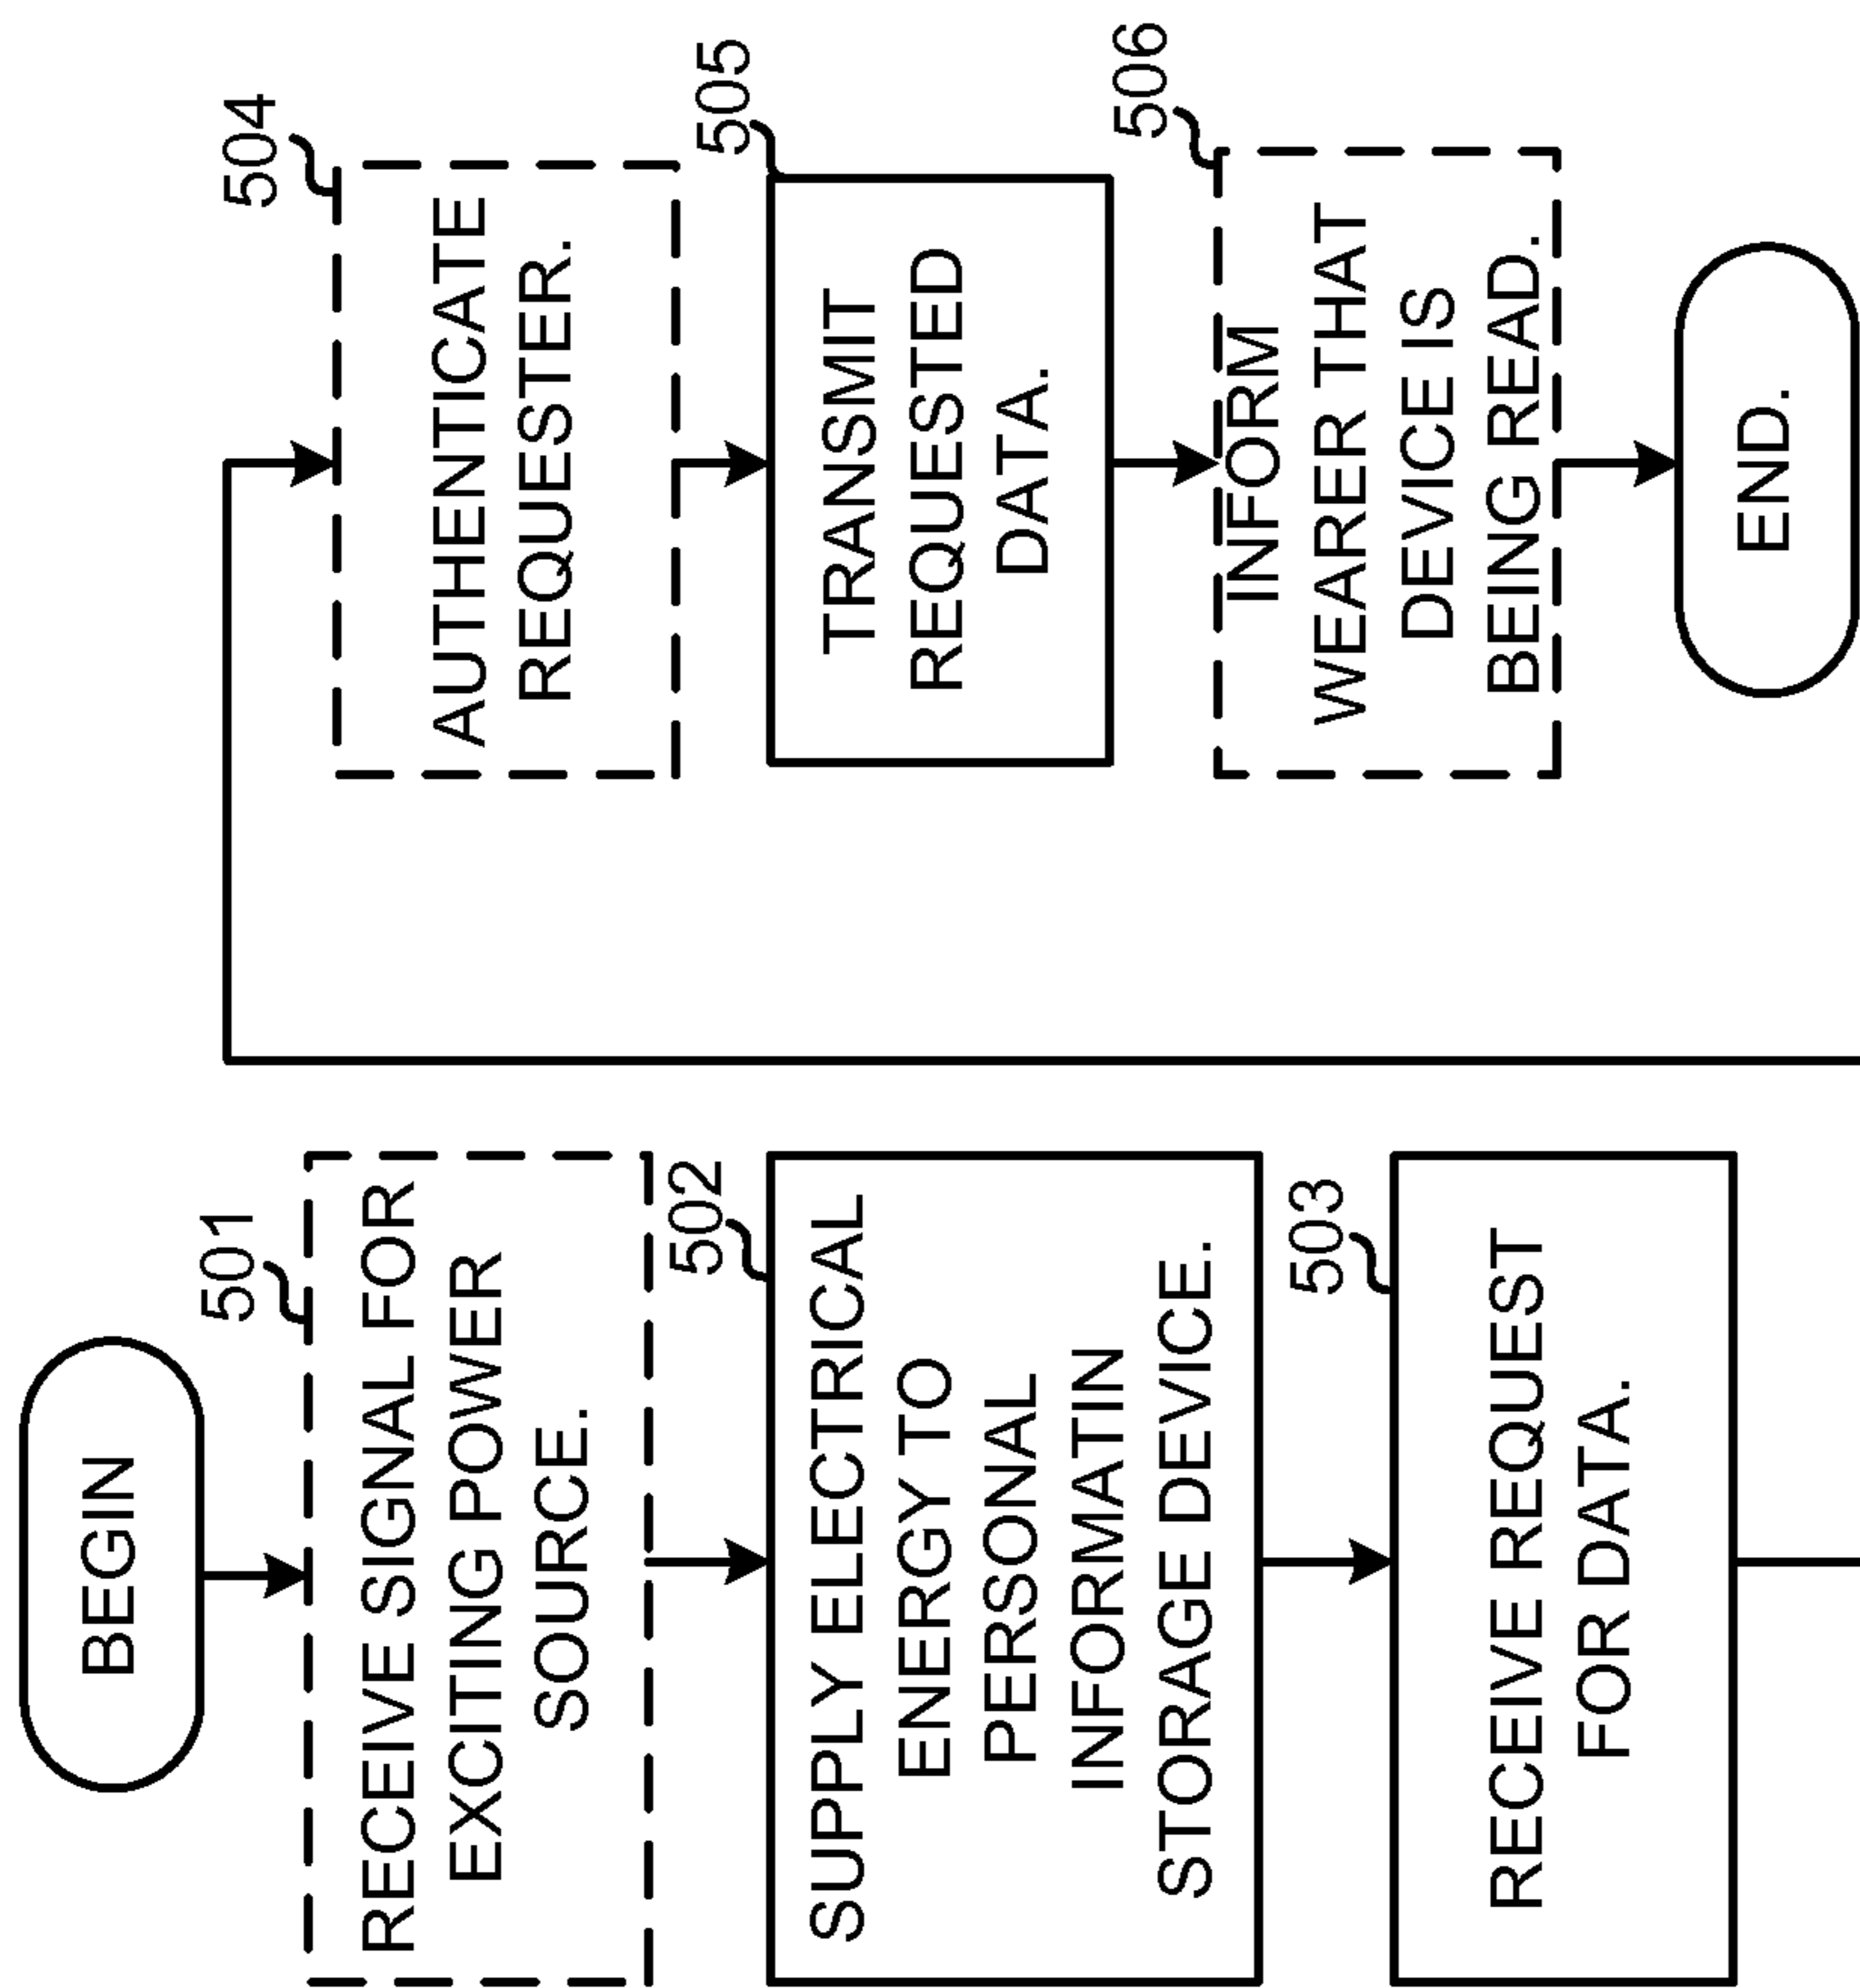 BEGIN
501
RECEIVE SIGNAL FOR
EXCITING POWER
SOURCE.
502
SUPPLY ELECTRICAL
ENERGY TO
PERSONAL
INFORMATIN
STORAGE DEVICE.
503
RECEIVE REQUEST
FOR DATA.
504
AUTHENTICATE
REQUESTER.
505
TRANSMIT
REQUESTED
DATA.
506
INFORM
WEARER THAT
DEVICE IS
BEING READ.
END.